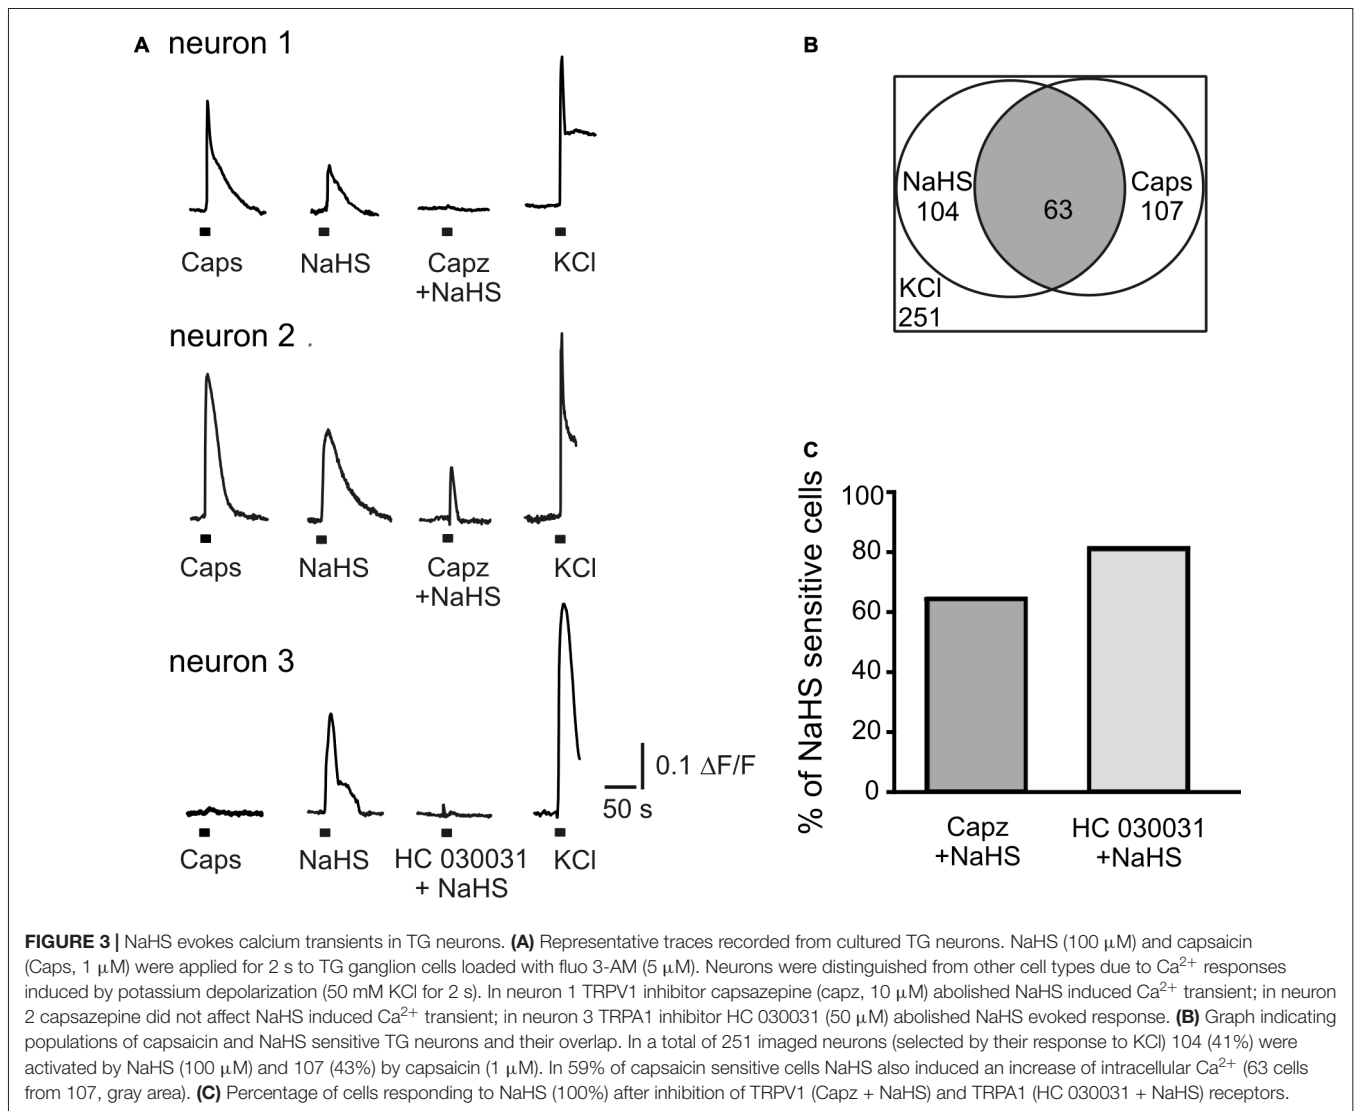 A neuron 1
Caps NaHS Capz KCl
+NaHS
neuron 2
Caps NaHS Capz KCl
+NaHS
neuron 3
0.1 ΔF/F
50 s
Caps NaHS HC 030031 KCl
+ NaHS
B
NaHS
104
63
Caps
107
KCl
251
C
% of NaHS sensitive cells
100
80
60
40
20
0
Capz HC 030031
+NaHS +NaHS
FIGURE 3 | NaHS evokes calcium transients in TG neurons. (A) Representative traces recorded from cultured TG neurons. NaHS (100 μM) and capsaicin
(Caps, 1 μM) were applied for 2 s to TG ganglion cells loaded with fluo 3-AM (5 μM). Neurons were distinguished from other cell types due to Ca²⁺ responses
induced by potassium depolarization (50 mM KCl for 2 s). In neuron 1 TRPV1 inhibitor capsazepine (capz, 10 μM) abolished NaHS induced Ca²⁺ transient; in neuron
2 capsazepine did not affect NaHS induced Ca²⁺ transient; in neuron 3 TRPA1 inhibitor HC 030031 (50 μM) abolished NaHS evoked response. (B) Graph indicating
populations of capsaicin and NaHS sensitive TG neurons and their overlap. In a total of 251 imaged neurons (selected by their response to KCl) 104 (41%) were
activated by NaHS (100 μM) and 107 (43%) by capsaicin (1 μM). In 59% of capsaicin sensitive cells NaHS also induced an increase of intracellular Ca²⁺ (63 cells
from 107, gray area). (C) Percentage of cells responding to NaHS (100%) after inhibition of TRPV1 (Capz + NaHS) and TRPA1 (HC 030031 + NaHS) receptors.